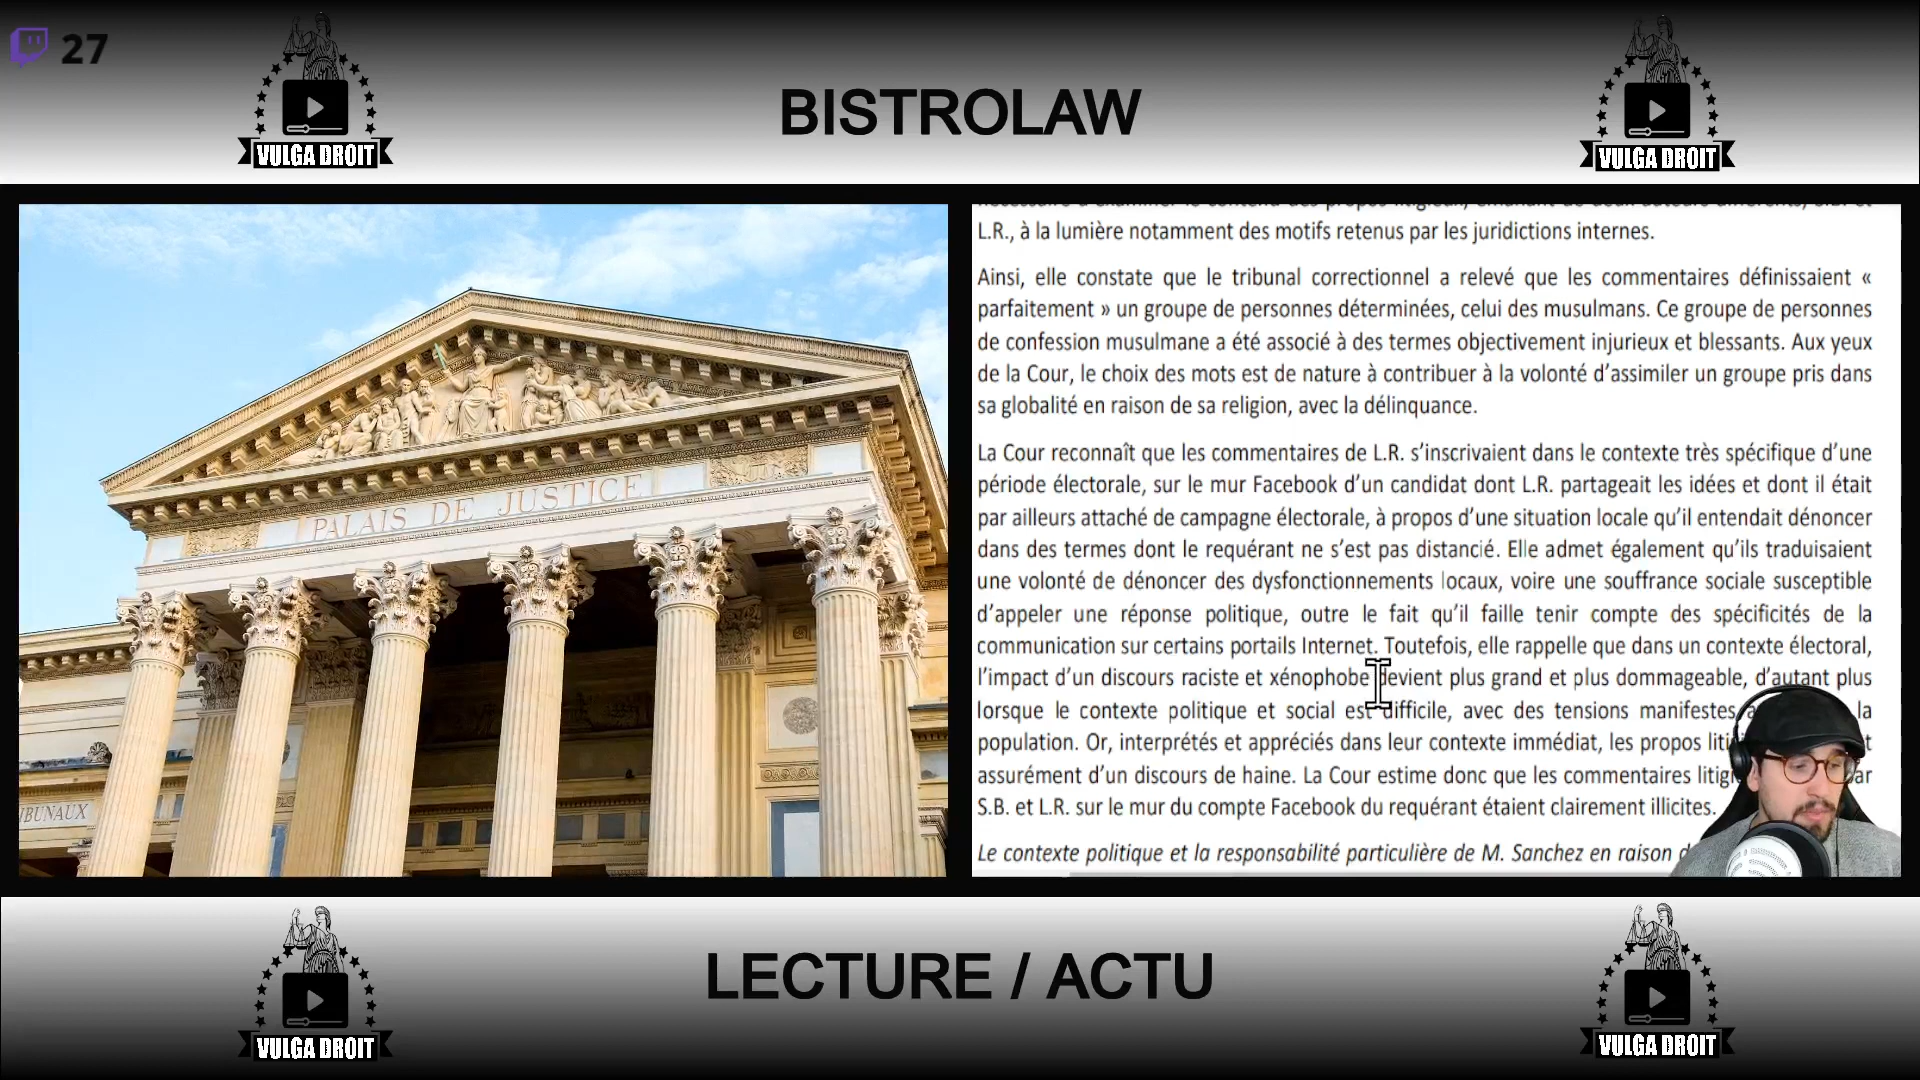 27
BISTROLAW
VULGA DROIT
VULGA DROIT
PALAIS DE JUSTICE
BUNAUX
L.R., à la lumière notamment des motifs retenus par les juridictions internes.
Ainsi, elle constate que le tribunal correctionnel a relevé que les commentaires définissaient «
parfaitement » un groupe de personnes déterminées, celui des musulmans. Ce groupe de personnes
de confession musulmane a été associé à des termes objectivement injurieux et blessants. Aux yeux
de la Cour, le choix des mots est de nature à contribuer à la volonté d’assimiler un groupe pris dans
sa globalité en raison de sa religion, avec la délinquance.
La Cour reconnaît que les commentaires de L.R. s’inscrivaient dans le contexte très spécifique d’une
période électorale, sur le mur Facebook d’un candidat dont L.R. partageait les idées et dont il était
par ailleurs attaché de campagne électorale, à propos d’une situation locale qu’il entendait dénoncer
dans des termes dont le requérant ne s’est pas distancié. Elle admet également qu’ils traduisaient
une volonté de dénoncer des dysfonctionnements locaux, voire une souffrance sociale susceptible
d’appeler une réponse politique, outre le fait qu’il faille tenir compte des spécificités de la
communication sur certains portails Internet. Toutefois, elle rappelle que dans un contexte électoral,
l’impact d’un discours raciste et xénophobe devient plus grand et plus dommageable, d’autant plus
lorsque le contexte politique et social est difficile, avec des tensions manifestes la
population. Or, interprétés et appréciés dans leur contexte immédiat, les propos
assurément d’un discours de haine. La Cour estime donc que les commentaires
S.B. et L.R. sur le mur du compte Facebook du requérant étaient clairement illicites.
Le contexte politique et la responsabilité particulière de M. Sanchez en raison
LECTURE / ACTU
VULGA DROIT
VULGA DROIT